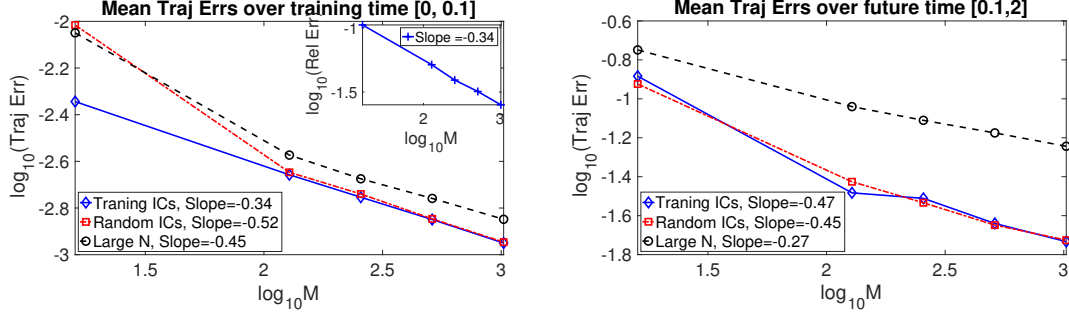 Mean Traj Errs over training time [0, 0.1]
-2
-2.2
-2.4
-2.6
-2.8
-3
log10(Traj Err)
1.5
2
2.5
3
log10M
-1
-1.5
log10(Rel Err)
Slope =-0.34
2
3
log10M
Traning ICs, Slope=-0.34
Random ICs, Slope=-0.52
Large N, Slope=-0.45
Mean Traj Errs over future time [0.1,2]
-0.6
-0.8
-1
-1.2
-1.4
-1.6
-1.8
log10(Traj Err)
Traning ICs, Slope=-0.47
Random ICs, Slope=-0.45
Large N, Slope=-0.27
1.5
2
2.5
3
log10M